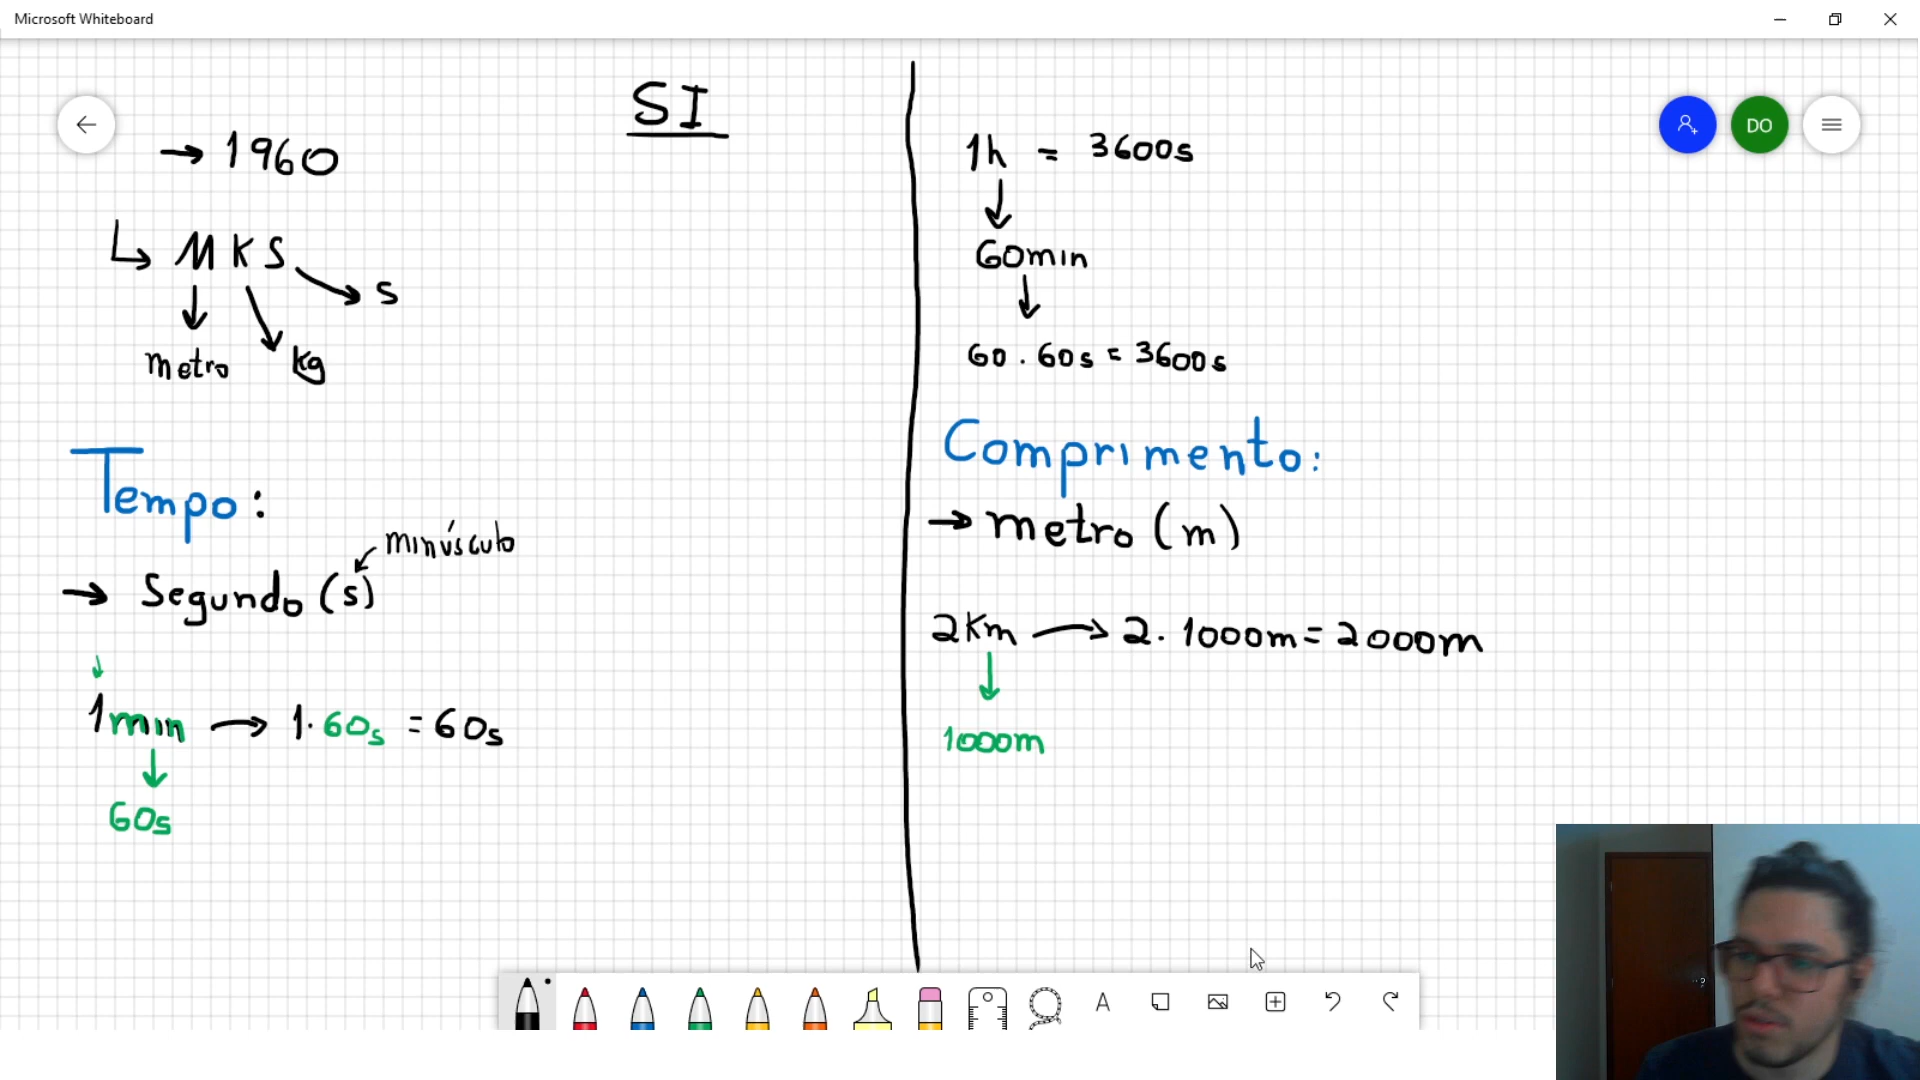 Microsoft Whiteboard
SI
→ 1960
↳ MKS → s
metro
kg
Tempo:
minúsculo
→ Segundo (s)
1min → 1.60s = 60s
60s
1h = 3600s
60min
60.60s = 3600s
Comprimento:
→ metro (m)
2Km → 2.1000m = 2000m
1000m
DO
A